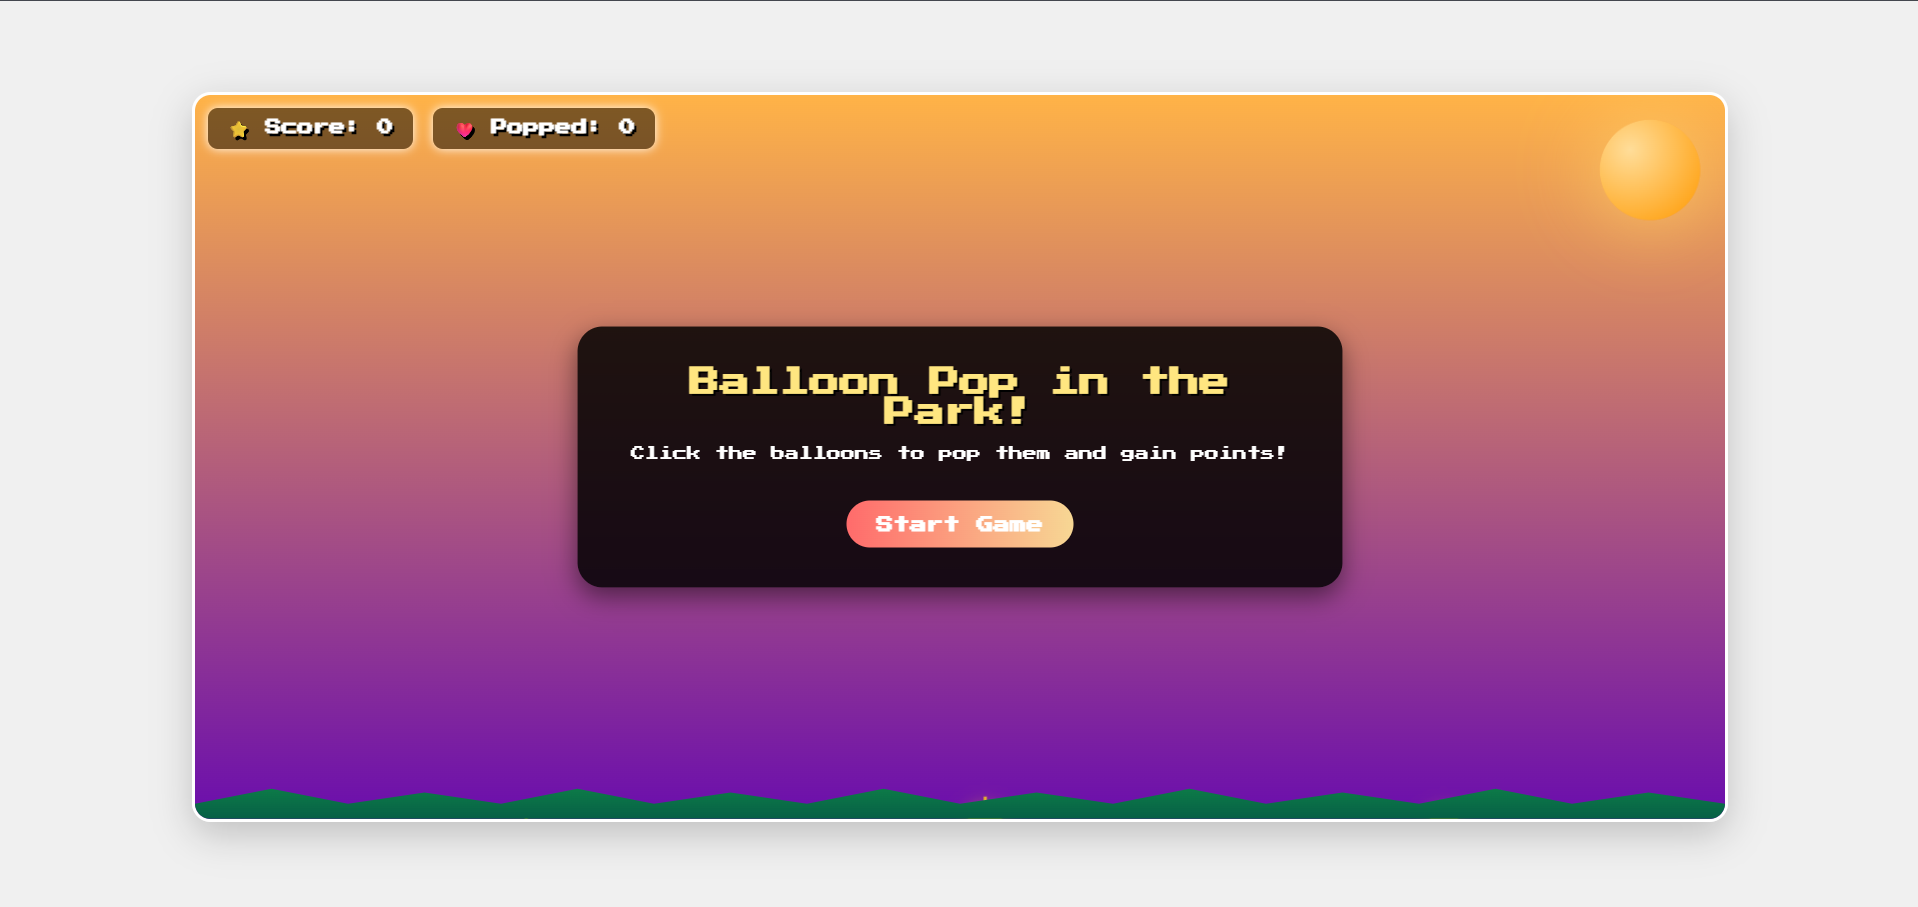 Score: 0
Popped: 0
Balloon Pop in the
Park!
Click the balloons to pop them and gain points!
Start Game